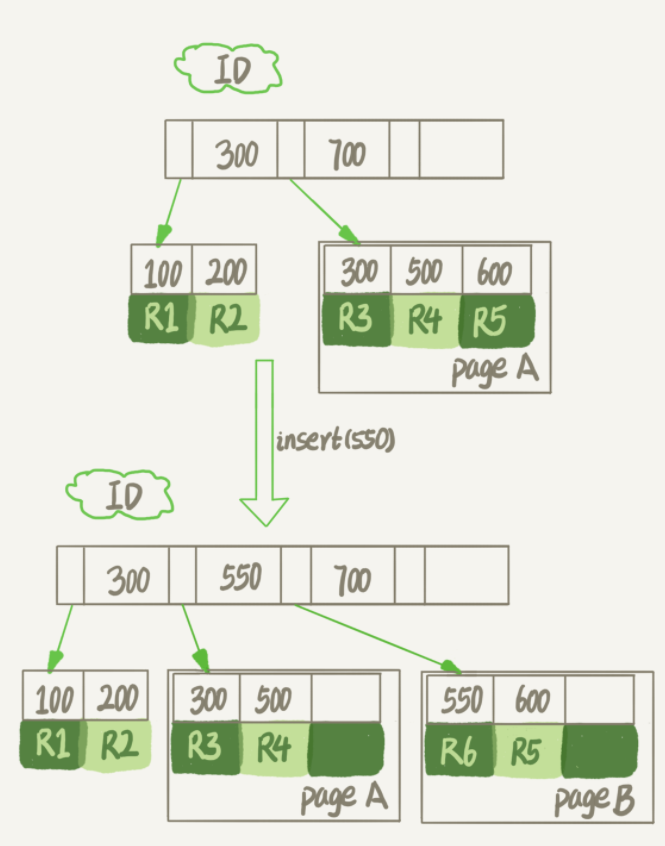 ID
300 700
100 200 300 500 600
R1 R2 R3 R4 R5
page A
insert(550)
ID
300 550 700
100 200 300 500 550 600
R1 R2 R3 R4 R6 R5
page A page B